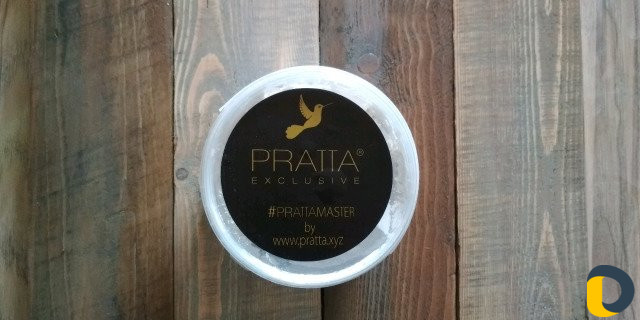 PRATTA®
EXCLUSIVE
#PRATTAMASTER
by
www.pratta.xyz